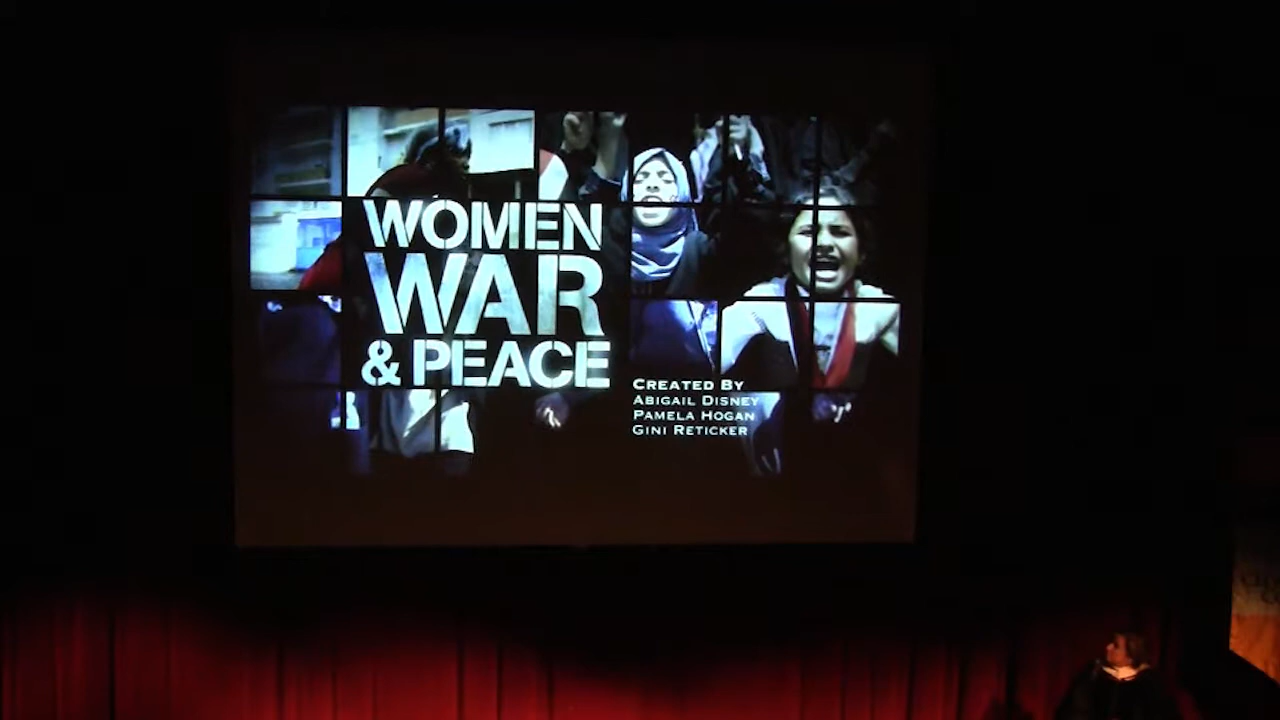 WOMEN
WAR
& PEACE
CREATED BY
ABIGAIL DISNEY
PAMELA HOGAN
GINI RETICKER